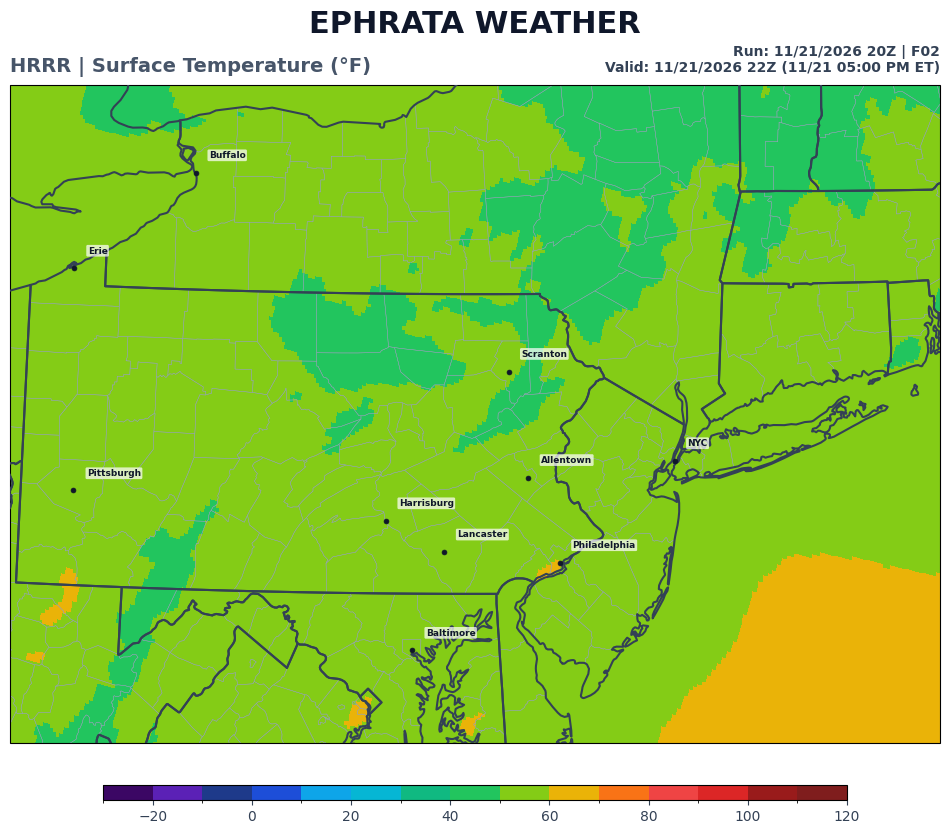 EPHRATA WEATHER
HRRR | Surface Temperature (°F)
Run: 11/21/2026 20Z | F02
Valid: 11/21/2026 22Z (11/21 05:00 PM ET)
Buffalo
Erie
Scranton
NYC
Allentown
Pittsburgh
Harrisburg
Lancaster
Philadelphia
Baltimore
−20 0 20 40 60 80 100 120